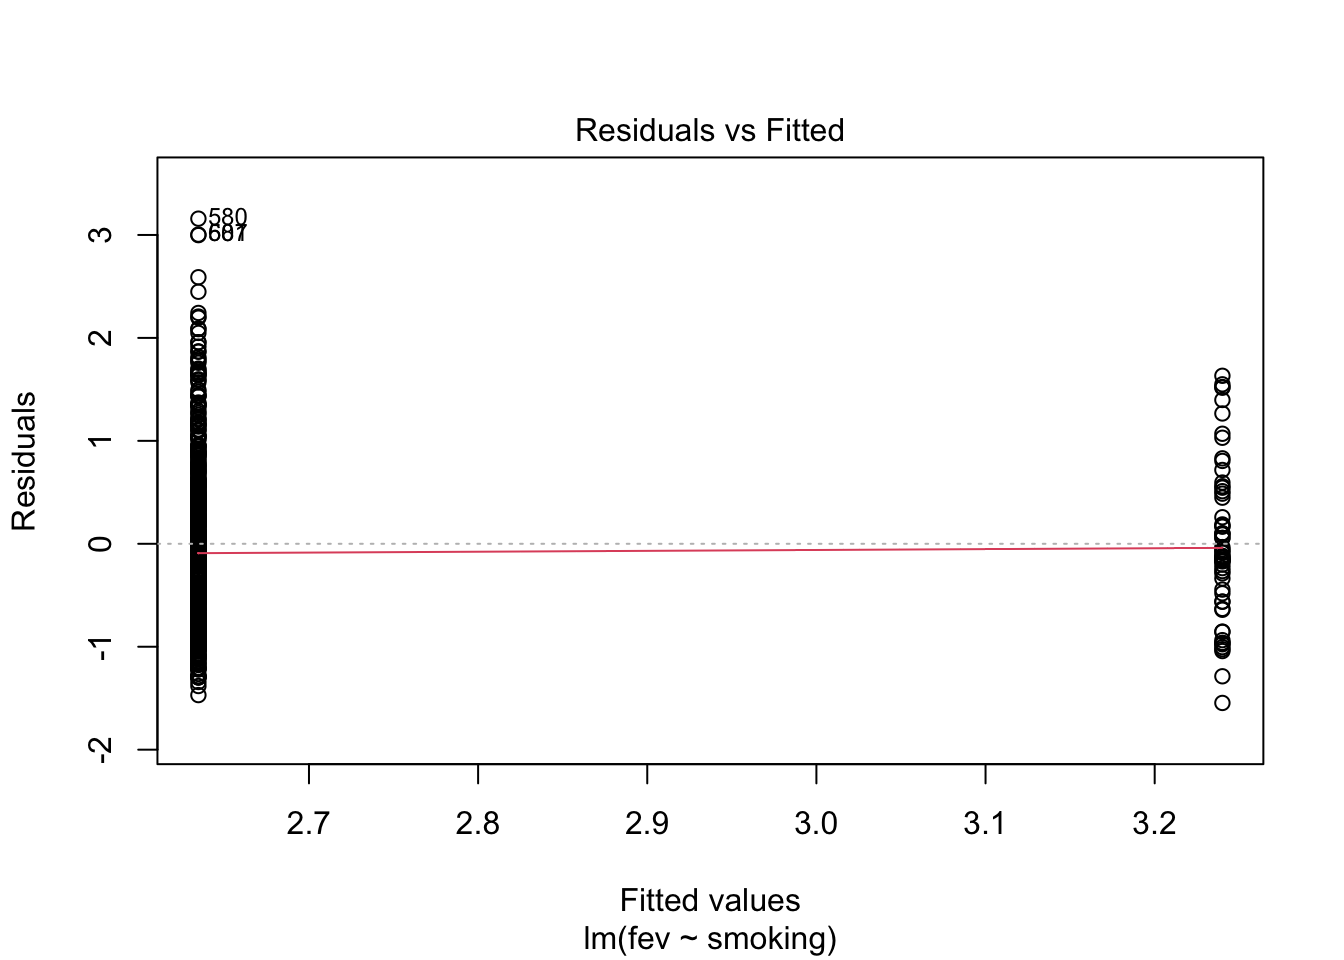 Residuals vs Fitted
580
3
2
1
0
-1
-2
Residuals
2.7 2.8 2.9 3.0 3.1 3.2
Fitted values
lm(fev ~ smoking)